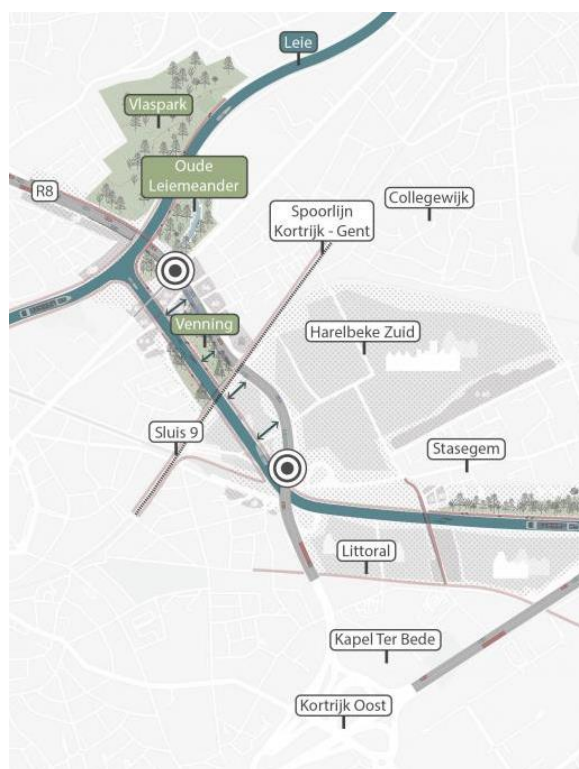 Leie
Vlaspark
Oude
Leiemeander
R8
Collegewijk
Spoorlijn
Kortrijk - Gent
Venning
Harelbeke Zuid
Sluis 9
Stasegem
Littoral
Kapel Ter Bede
Kortrijk Oost